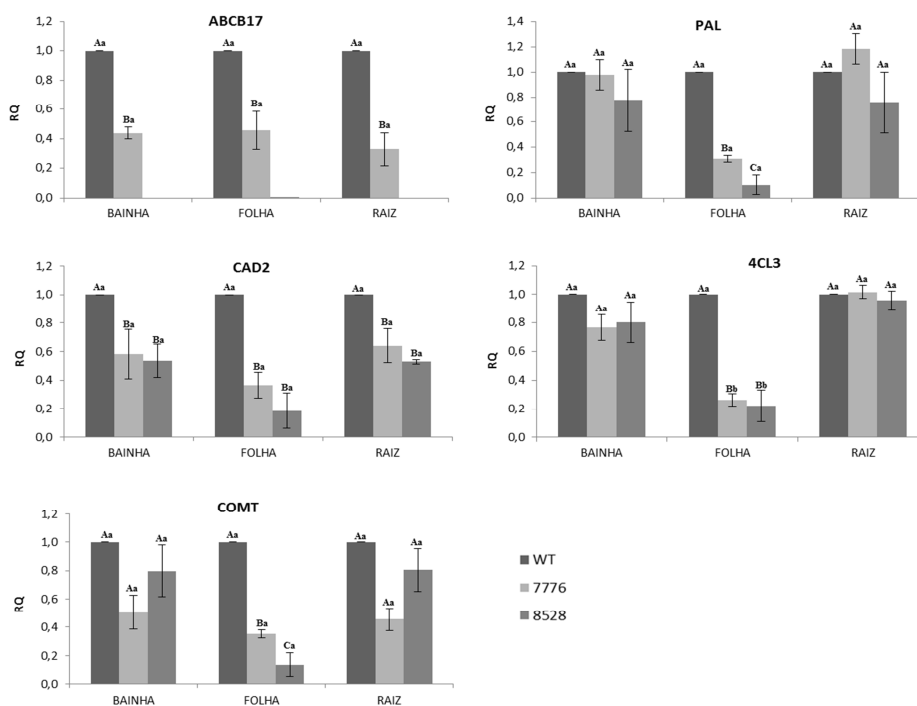 ABCB17
1,2
1,0
0,8
0,6
0,4
0,2
0,0
RQ
Aa Ba Aa Ba Aa Ba
BAINHA FOLHA RAIZ
PAL
1,4
1,2
1,0
0,8
0,6
0,4
0,2
0,0
RQ
Aa Aa Aa Aa Ba Ca Aa Aa Aa
BAINHA FOLHA RAIZ
CAD2
1,2
1,0
0,8
0,6
0,4
0,2
0,0
RQ
Aa Ba Ba Aa Ba Ba Aa Ba Ba
BAINHA FOLHA RAIZ
4CL3
1,2
1,0
0,8
0,6
0,4
0,2
0,0
RQ
Aa Aa Aa Aa Bb Bb Aa Aa Aa
BAINHA FOLHA RAIZ
COMT
1,2
1,0
0,8
0,6
0,4
0,2
0,0
RQ
Aa Aa Aa Aa Ba Ca Aa Aa Aa
BAINHA FOLHA RAIZ
WT
7776
8528